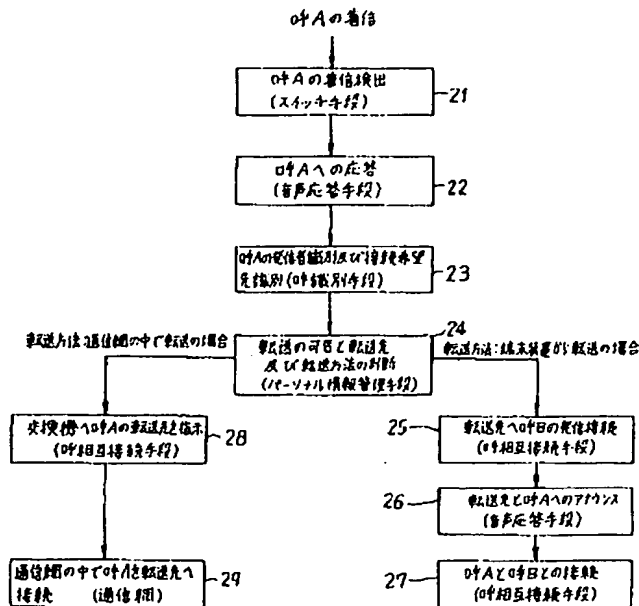 呼Aの着信
呼Aの着信検出
(スイッチ手段)
21
呼Aへの応答
(音声応答手段)
22
呼Aの発信者識別及び接続希望
先識別(呼識別手段)
23
24
転送方法:通信網の中で転送の場合
転送の可否と転送先
及び転送方法の判断
(パーソナル情報管理手段)
転送方法:端末装置から転送の場合
交換機へ呼Aの転送先を指示
(呼相互接続手段)
28
転送先へ呼Bの発信接続
(呼相互接続手段)
25
転送先と呼Aへのアナウンス
(音声応答手段)
26
通信網の中で呼Aを転送先へ
接続 (通信網)
29
呼Aと呼Bとの接続
(呼相互接続手段)
27